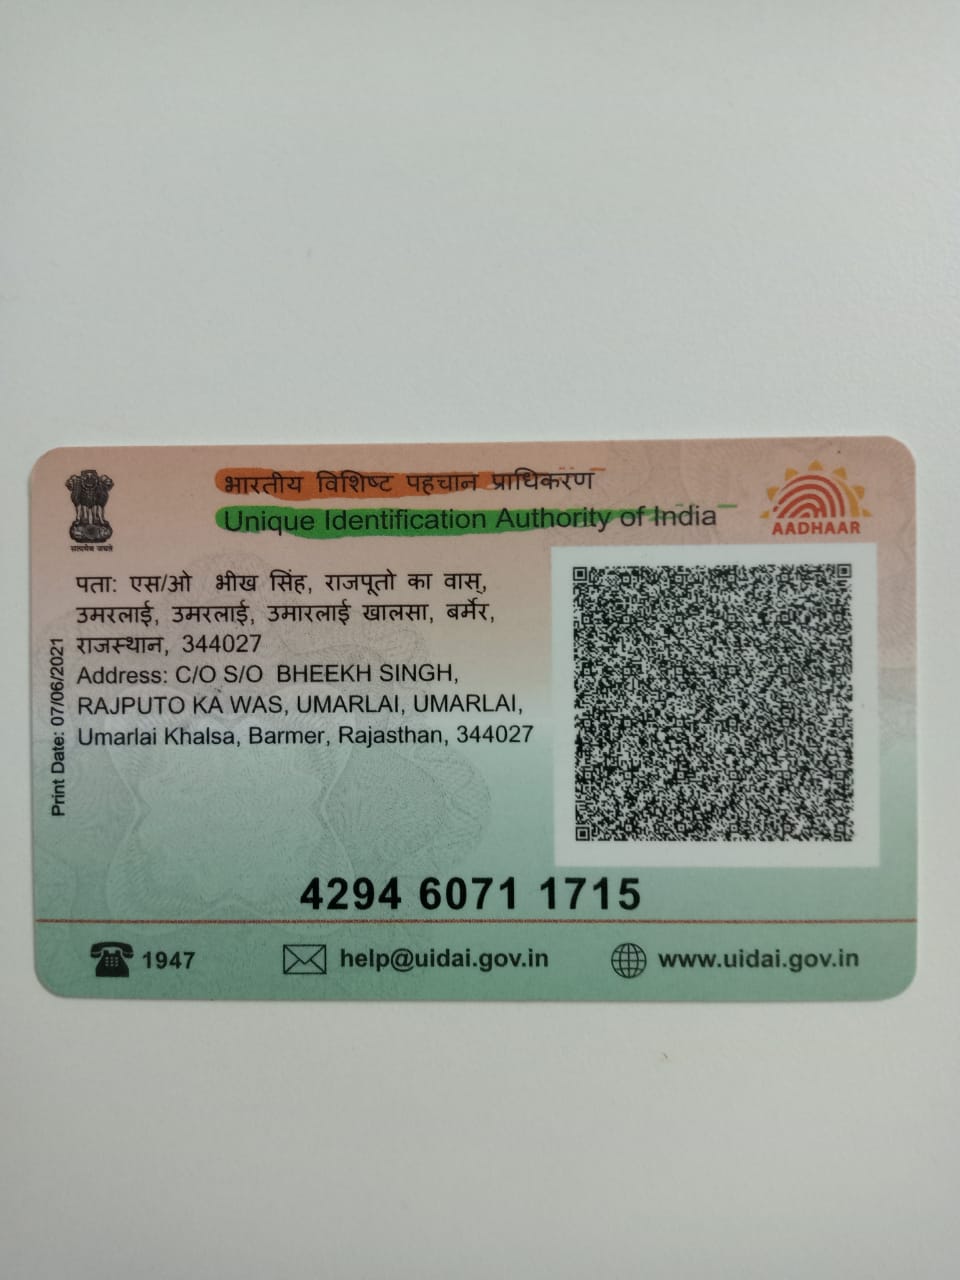 भारतीय विशिष्ट पहचान प्राधिकरण
Unique Identification Authority of India
सत्यमेव जयते
AADHAAR
पता: एस/ओ भीख सिंह, राजपूतो का वास्,
उमरलाई, उमरलाई, उमारलाई खालसा, बर्मेर,
राजस्थान, 344027
Address: C/O S/O BHEEKH SINGH,
RAJPUTO KA WAS, UMARLAI, UMARLAI,
Umarlai Khalsa, Barmer, Rajasthan, 344027
Print Date: 07/06/2021
4294 6071 1715
1947
help@uidai.gov.in
www.uidai.gov.in